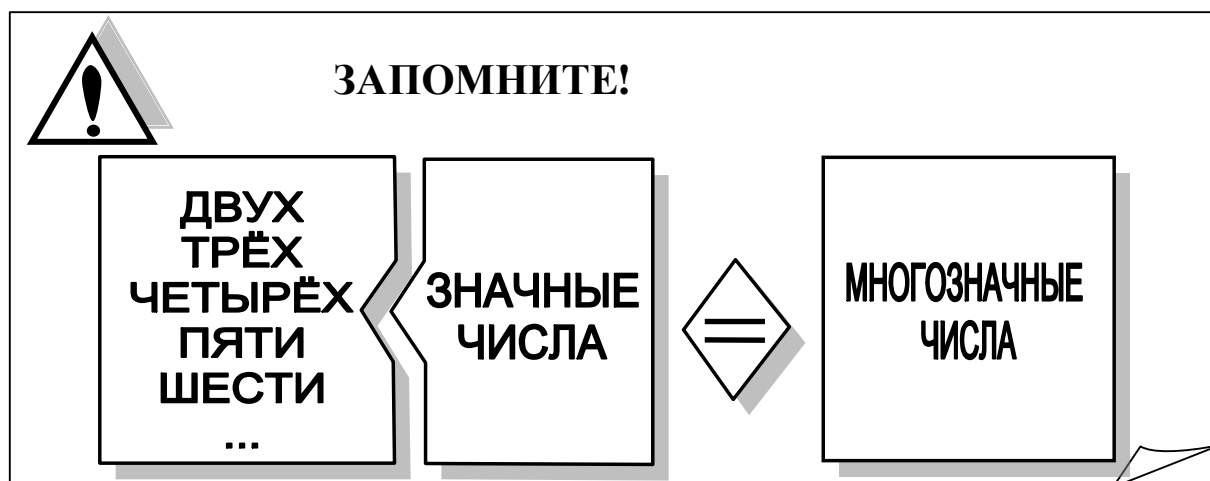 ЗАПОМНИТЕ!
ДВУХ
ТРЁХ
ЧЕТЫРЁХ
ПЯТИ
ШЕСТИ
...
ЗНАЧНЫЕ
ЧИСЛА
=
МНОГОЗНАЧНЫЕ
ЧИСЛА